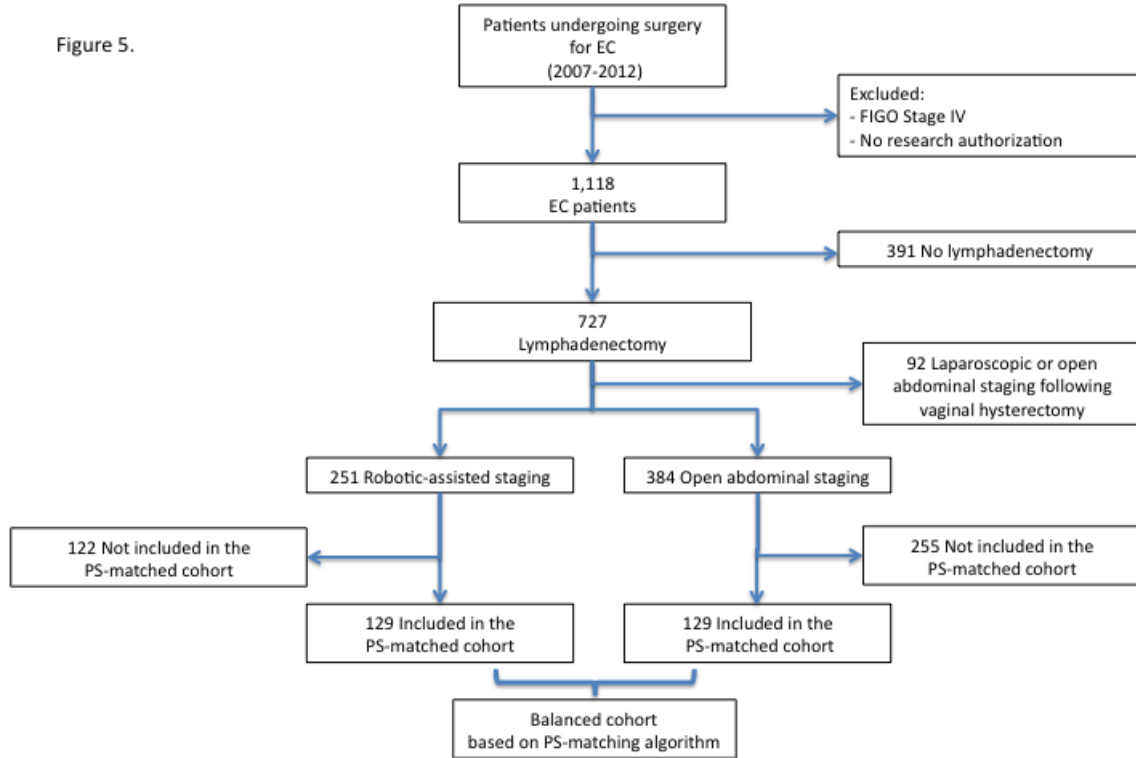 Figure 5.
Patients undergoing surgery
for EC
(2007-2012)
Excluded:
- FIGO Stage IV
- No research authorization
1,118
EC patients
391 No lymphadenectomy
727
Lymphadenectomy
92 Laparoscopic or open
abdominal staging following
vaginal hysterectomy
251 Robotic-assisted staging
384 Open abdominal staging
122 Not included in the
PS-matched cohort
255 Not included in the
PS-matched cohort
129 Included in the
PS-matched cohort
129 Included in the
PS-matched cohort
Balanced cohort
based on PS-matching algorithm